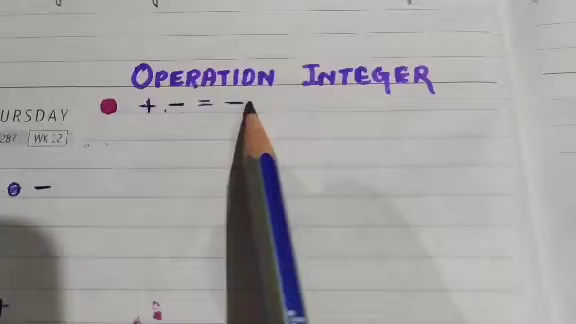 OPERATION INTEGER
+ . - = -
URSDAY
287 WK 12
-